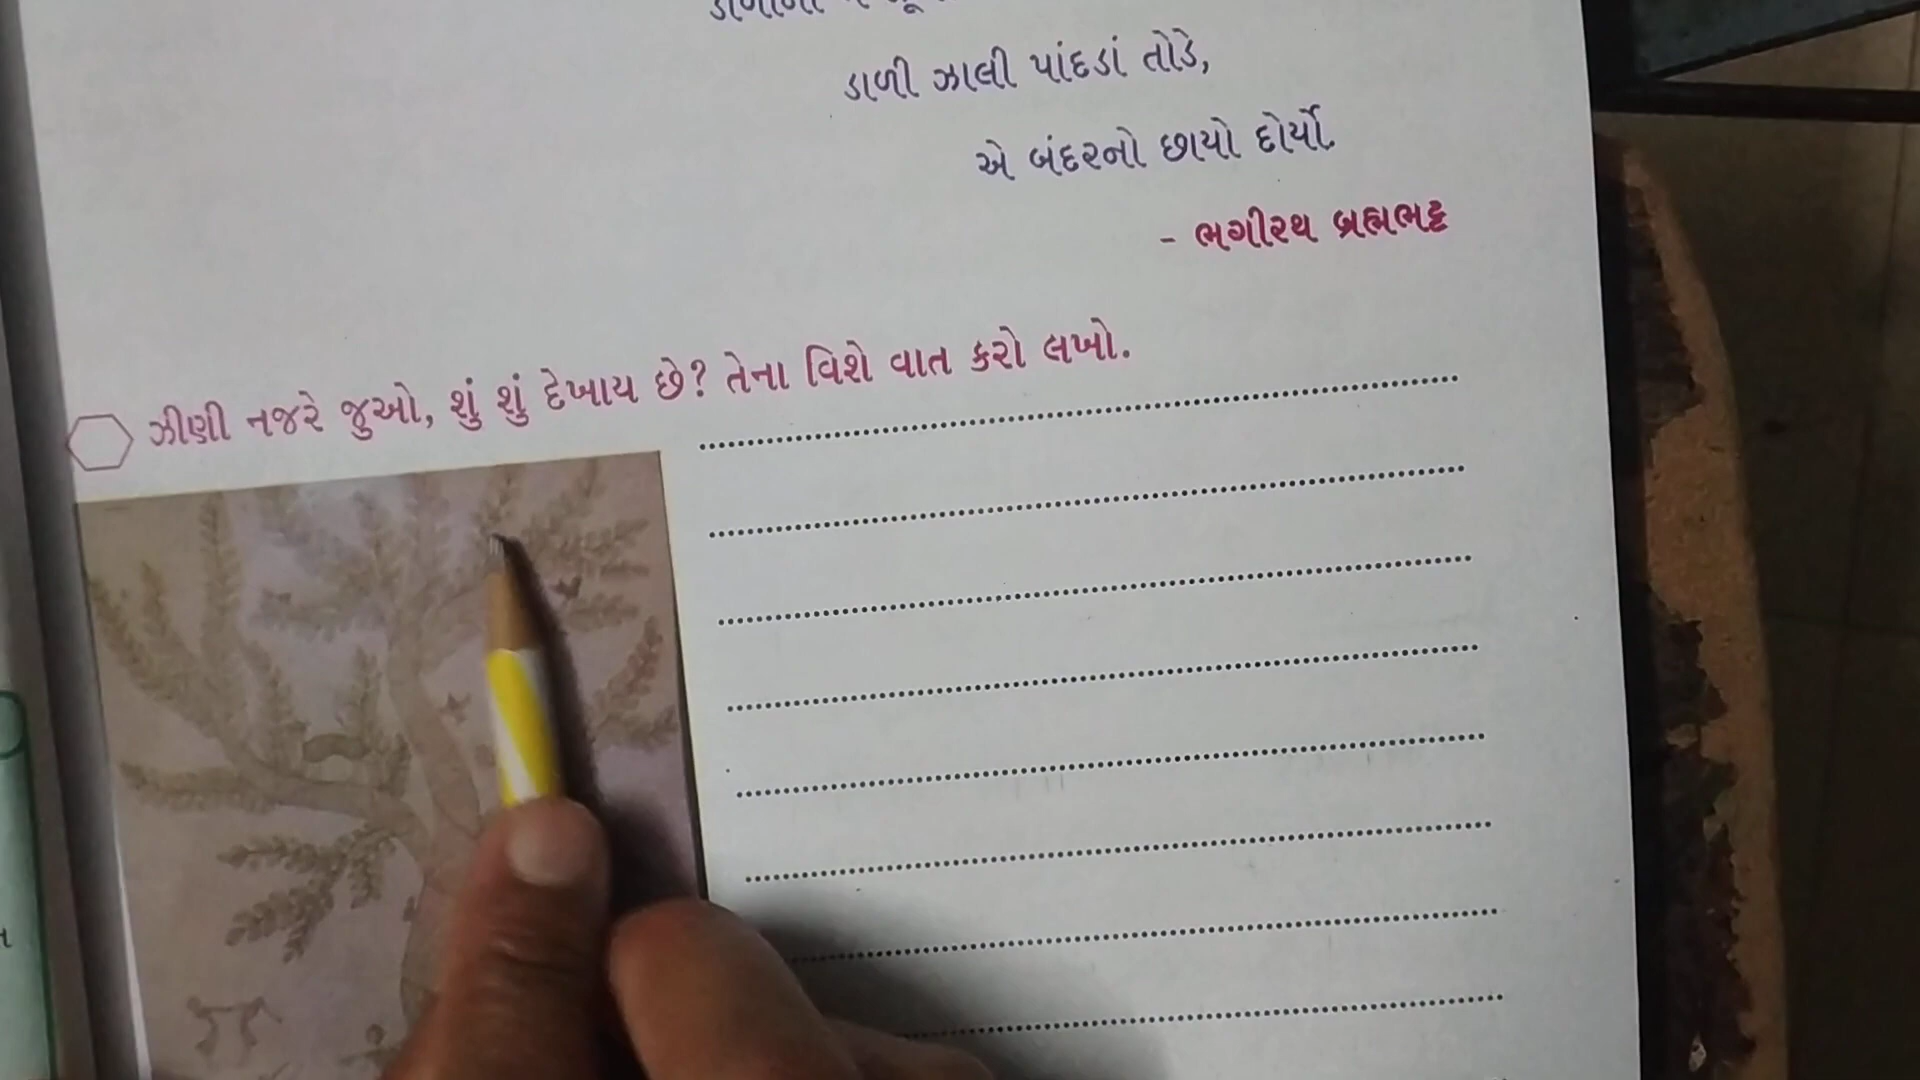 ડાળી ઝાલી પાંદડાં તોડે,
એ બંદરનો છાયો દોર્યો.
- ભગીરથ બ્રહ્મભટ્ટ
ઝીણી નજરે જુઓ, શું શું દેખાય છે? તેના વિશે વાત કરો લખો.